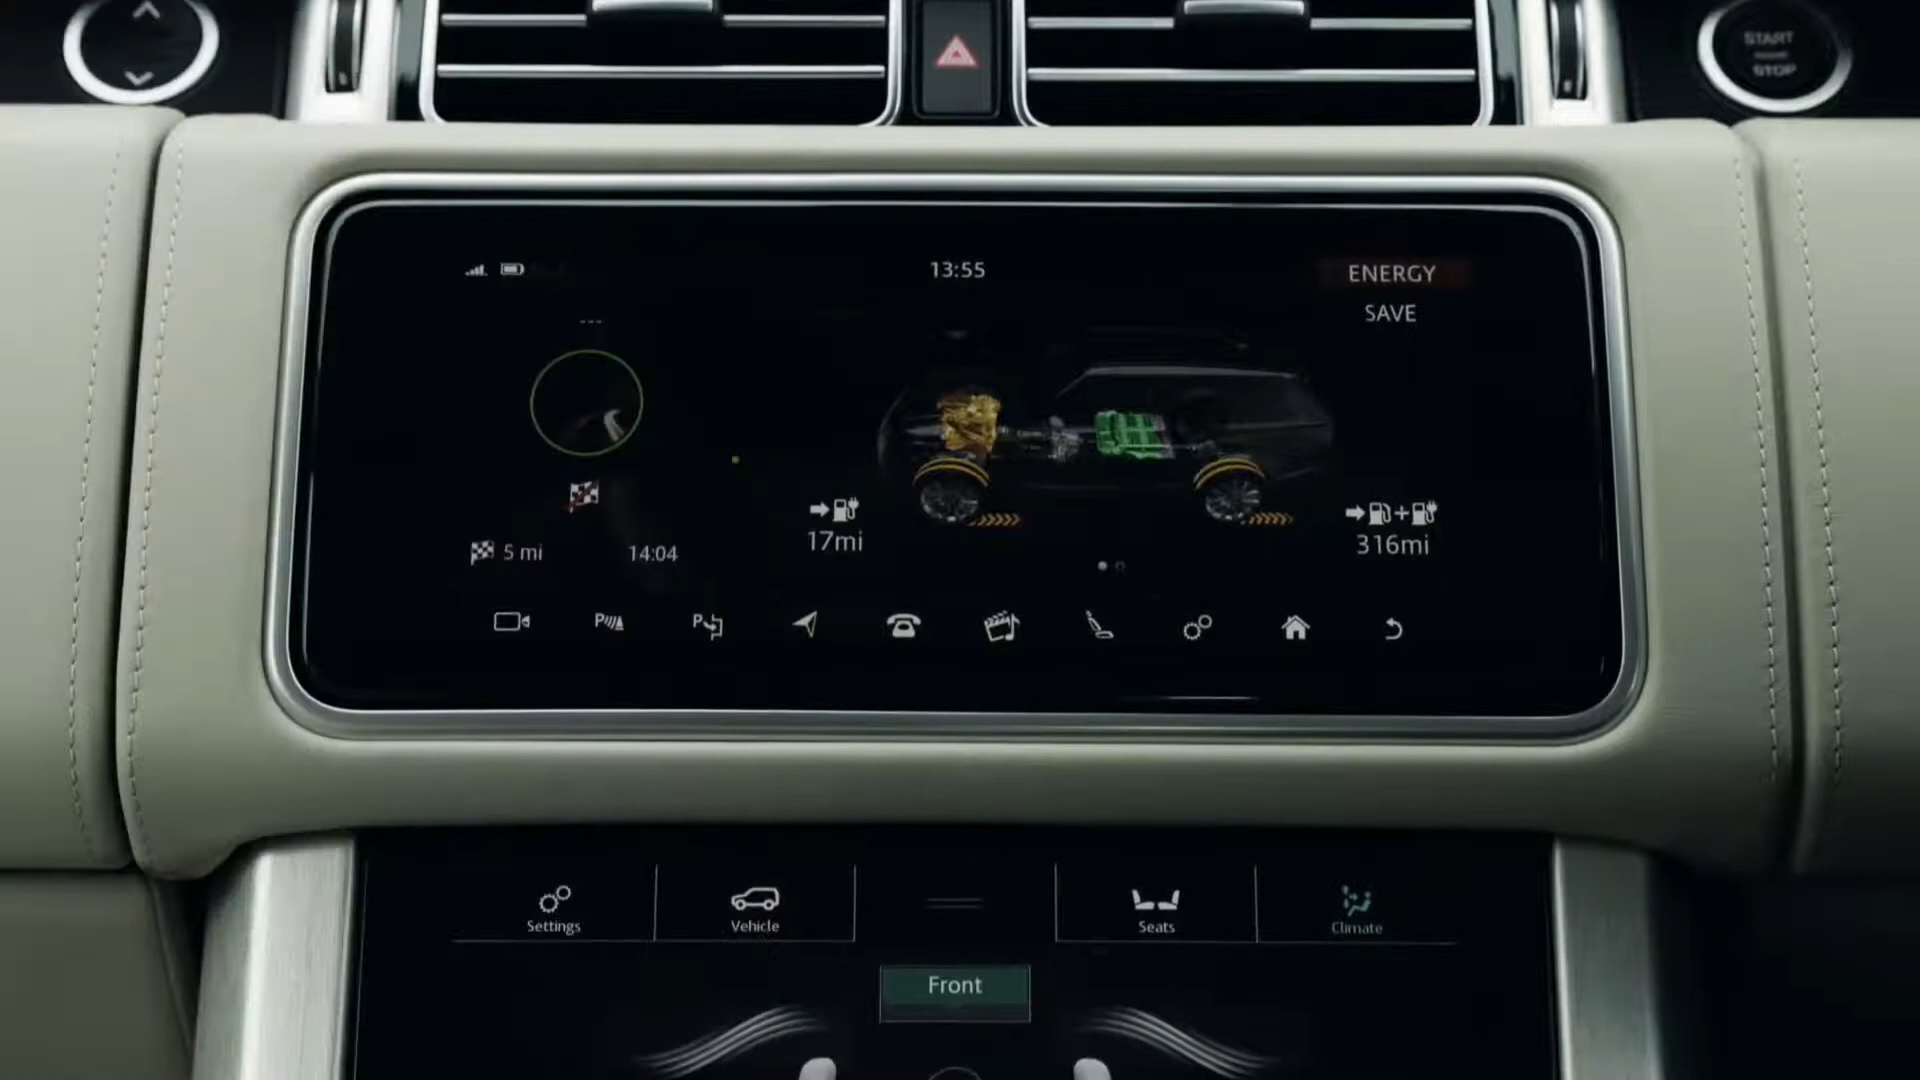 START
STOP
13:55
ENERGY
SAVE
17mi
316mi
5 mi
14:04
P
P
Settings
Vehicle
Seats
Climate
Front